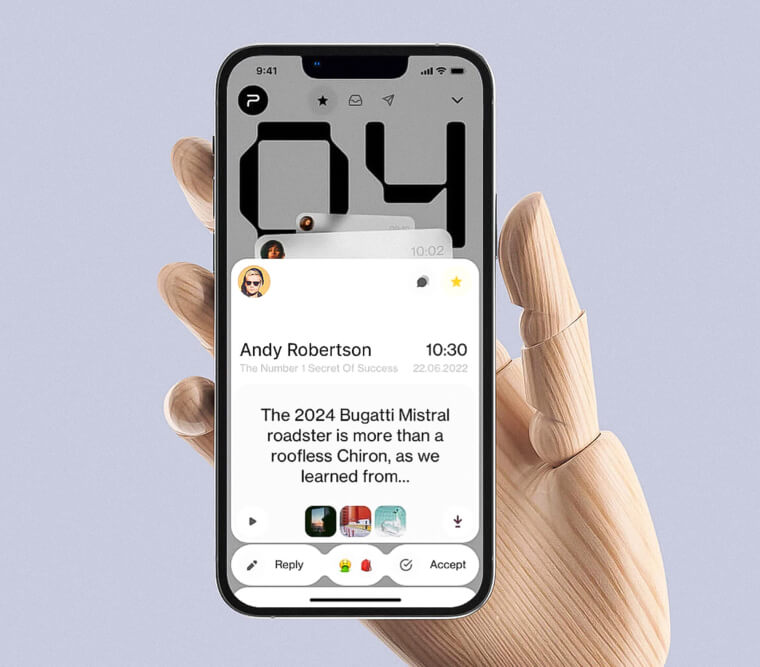 9:41
P
04
10:02
Andy Robertson
10:30
The Number 1 Secret Of Success
22.06.2022
The 2024 Bugatti Mistral
roadster is more than a
roofless Chiron, as we
learned from...
Reply
Accept